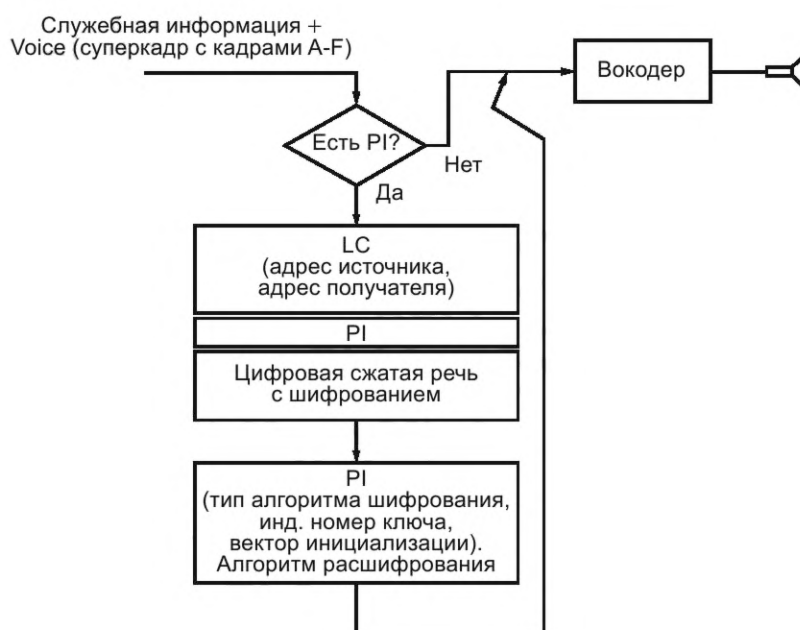 Служебная информация +
Voice (суперкадр с кадрами A-F)
Вокодер
Есть PI?
Нет
Да
LC
(адрес источника,
адрес получателя)
PI
Цифровая сжатая речь
с шифрованием
PI
(тип алгоритма шифрования,
инд. номер ключа,
вектор инициализации).
Алгоритм расшифрования